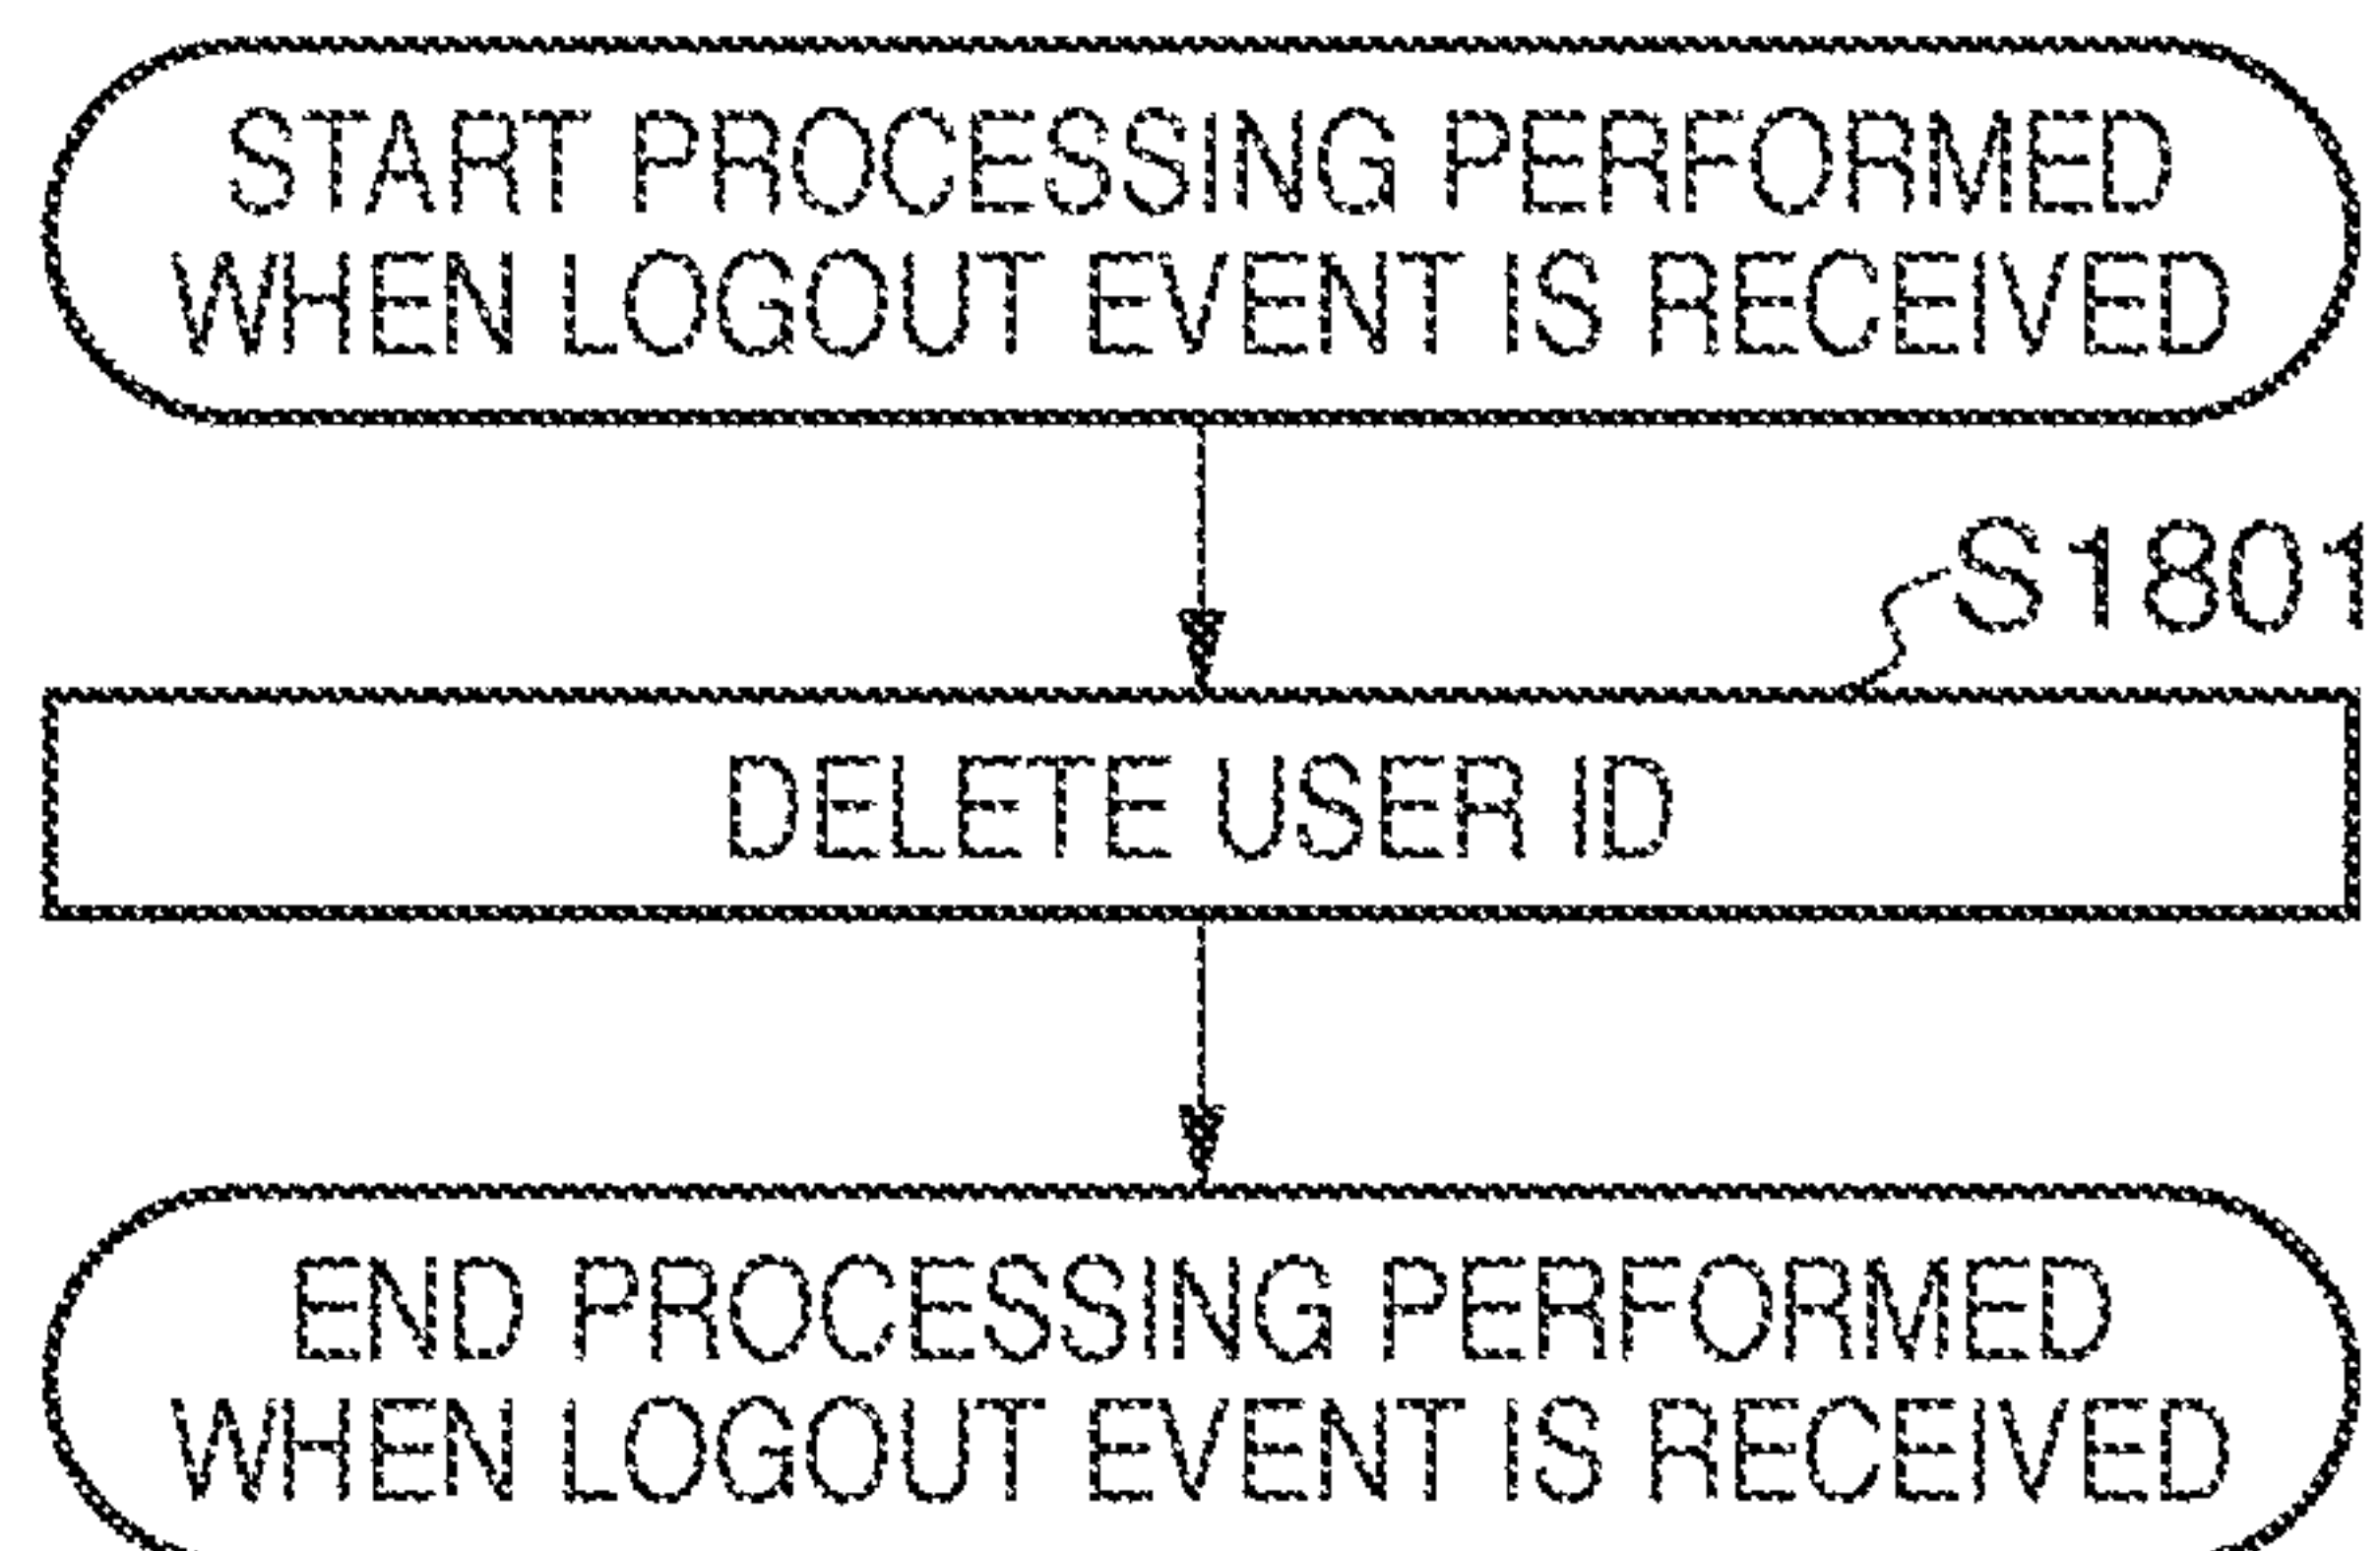 START PROCESSING PERFORMED
WHEN LOGOUT EVENT IS RECEIVED
S1801
DELETE USER ID
END PROCESSING PERFORMED
WHEN LOGOUT EVENT IS RECEIVED